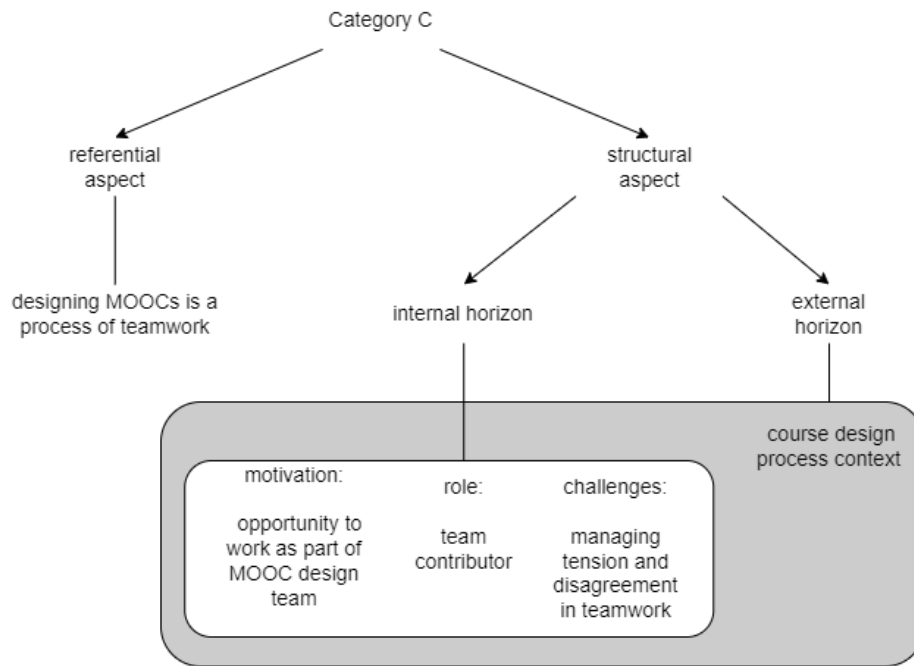 Category C
referential
aspect
structural
aspect
designing MOOCs is a
process of teamwork
internal horizon
external
horizon
course design
process context
motivation:
opportunity to
work as part of
MOOC design
team
role:
team
contributor
challenges:
managing
tension and
disagreement
in teamwork